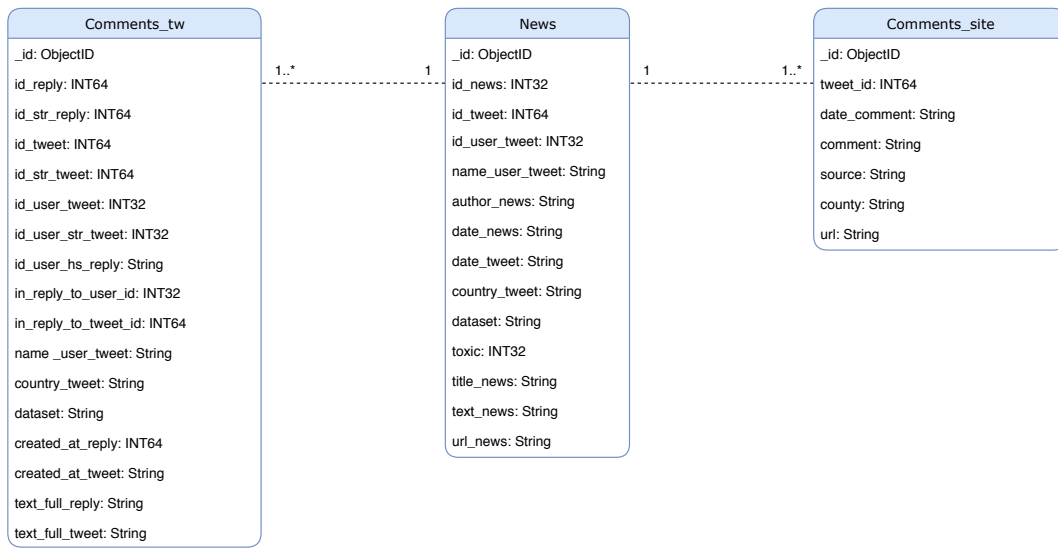 Comments_tw
_id: ObjectID
id_reply: INT64
id_str_reply: INT64
id_tweet: INT64
id_str_tweet: INT64
id_user_tweet: INT32
id_user_str_tweet: INT32
id_user_hs_reply: String
in_reply_to_user_id: INT32
in_reply_to_tweet_id: INT64
name _user_tweet: String
country_tweet: String
dataset: String
created_at_reply: INT64
created_at_tweet: String
text_full_reply: String
text_full_tweet: String
1..*
1
News
_id: ObjectID
id_news: INT32
id_tweet: INT64
id_user_tweet: INT32
name_user_tweet: String
author_news: String
date_news: String
date_tweet: String
country_tweet: String
dataset: String
toxic: INT32
title_news: String
text_news: String
url_news: String
1
1..*
Comments_site
_id: ObjectID
tweet_id: INT64
date_comment: String
comment: String
source: String
county: String
url: String